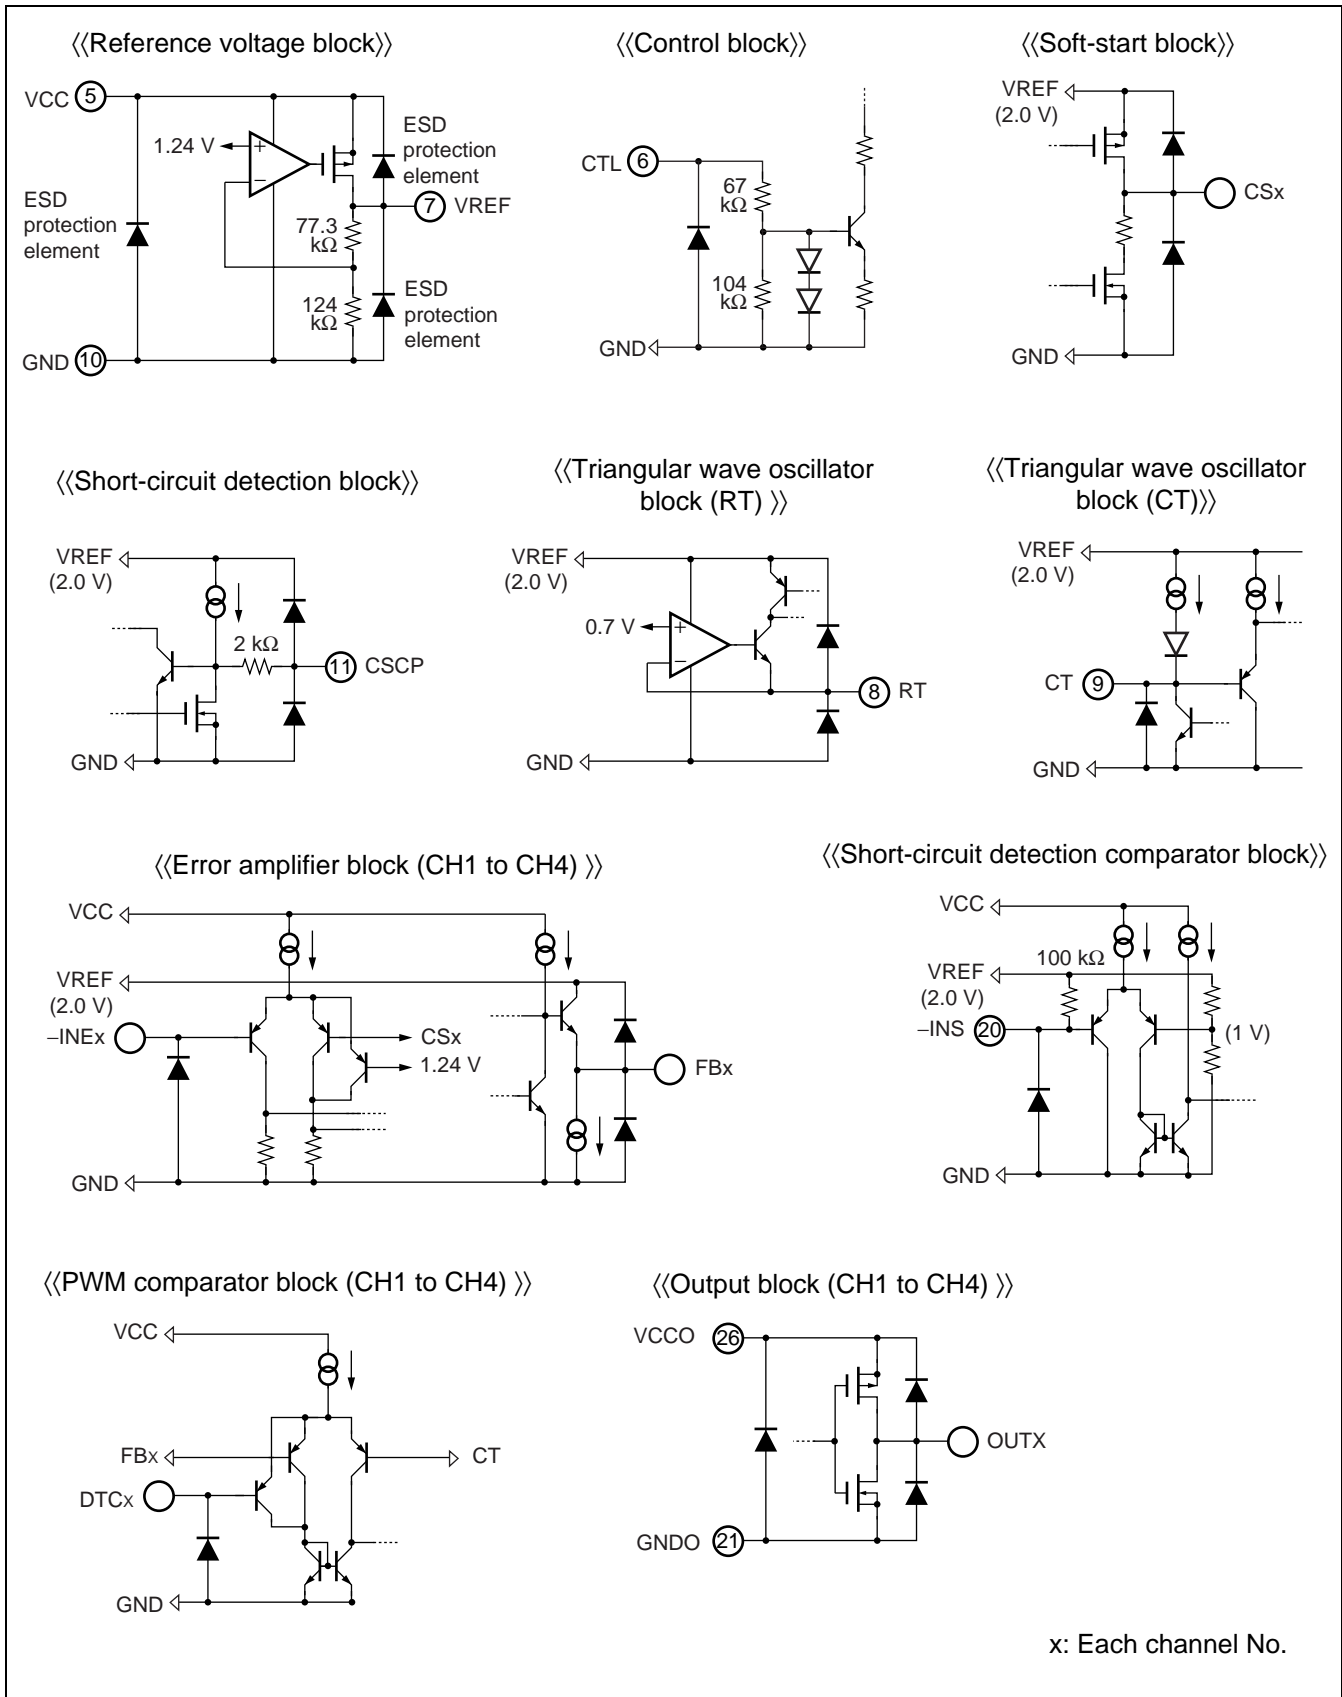 ⟨⟨Reference voltage block⟩⟩
VCC 5
1.24 V
+
−
ESD
protection
element
ESD
protection
element
7 VREF
77.3
kΩ
124
kΩ
ESD
protection
element
GND 10
⟨⟨Control block⟩⟩
CTL 6
67
kΩ
104
kΩ
GND
⟨⟨Soft-start block⟩⟩
VREF
(2.0 V)
CSx
GND
⟨⟨Short-circuit detection block⟩⟩
VREF
(2.0 V)
2 kΩ
11 CSCP
GND
⟨⟨Triangular wave oscillator
block (RT) ⟩⟩
VREF
(2.0 V)
0.7 V
+
−
8 RT
GND
⟨⟨Triangular wave oscillator
block (CT)⟩⟩
VREF
(2.0 V)
CT 9
GND
⟨⟨Error amplifier block (CH1 to CH4) ⟩⟩
VCC
VREF
(2.0 V)
−INEx
CSx
1.24 V
FBx
GND
⟨⟨Short-circuit detection comparator block⟩⟩
VCC
100 kΩ
VREF
(2.0 V)
−INS 20
(1 V)
GND
⟨⟨PWM comparator block (CH1 to CH4) ⟩⟩
VCC
FBx
CT
DTCx
GND
⟨⟨Output block (CH1 to CH4) ⟩⟩
VCCO 26
OUTX
GNDO 21
x: Each channel No.